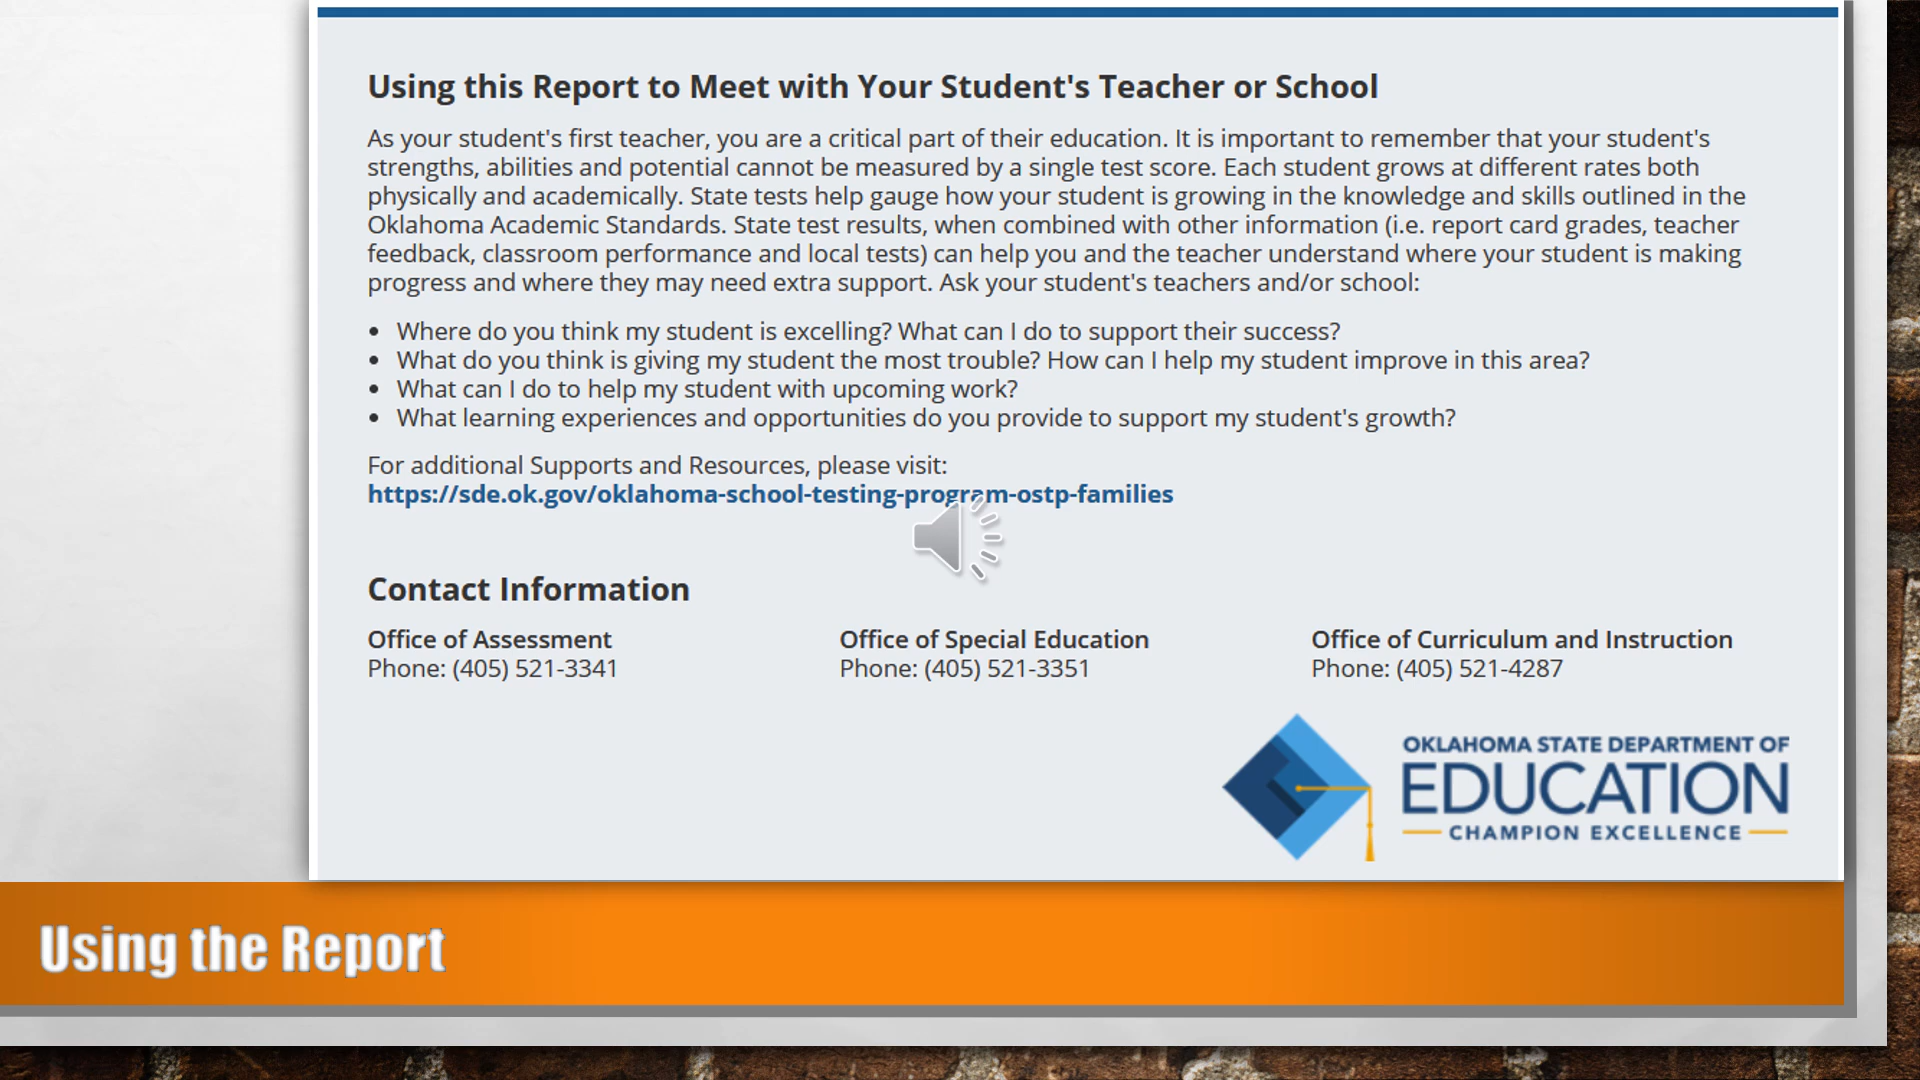 Using this Report to Meet with Your Student's Teacher or School
As your student's first teacher, you are a critical part of their education. It is important to remember that your student's
strengths, abilities and potential cannot be measured by a single test score. Each student grows at different rates both
physically and academically. State tests help gauge how your student is growing in the knowledge and skills outlined in the
Oklahoma Academic Standards. State test results, when combined with other information (i.e. report card grades, teacher
feedback, classroom performance and local tests) can help you and the teacher understand where your student is making
progress and where they may need extra support. Ask your student's teachers and/or school:
• Where do you think my student is excelling? What can I do to support their success?
• What do you think is giving my student the most trouble? How can I help my student improve in this area?
• What can I do to help my student with upcoming work?
• What learning experiences and opportunities do you provide to support my student's growth?
For additional Supports and Resources, please visit:
https://sde.ok.gov/oklahoma-school-testing-program-ostp-families
Contact Information
Office of Assessment
Phone: (405) 521-3341
Office of Special Education
Phone: (405) 521-3351
Office of Curriculum and Instruction
Phone: (405) 521-4287
OKLAHOMA STATE DEPARTMENT OF
EDUCATION
CHAMPION EXCELLENCE
Using the Report